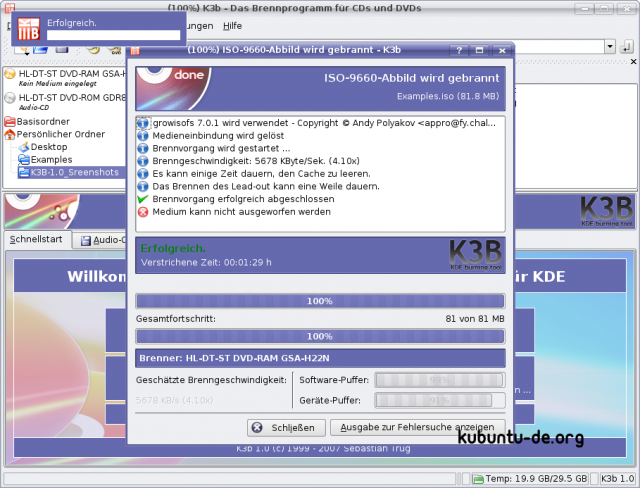 (100%) K3b - Das Brennprogramm für CDs und DVDs
Erfolgreich.
Hilfe
(100%) ISO-9660-Abbild wird gebrannt - K3b
HL-DT-ST DVD-RAM GSA-H
Kein Medium eingelegt
HL-DT-ST DVD-ROM GDR8
Audio-CD
Basisordner
Persönlicher Ordner
Desktop
Examples
K3B-1.0_Sreenshots
done
ISO-9660-Abbild wird gebrannt
Examples.iso (81.8 MB)
growisofs 7.0.1 wird verwendet - Copyright © Andy Polyakov <appro@fy.chal...
Medieneinbindung wird gelöst
Brennvorgang wird gestartet ...
Brenngeschwindigkeit: 5678 KByte/Sek. (4.10x)
Es kann einige Zeit dauern, den Cache zu leeren.
Das Brennen des Lead-out kann eine Weile dauern.
Brennvorgang erfolgreich abgeschlossen
Medium kann nicht ausgeworfen werden
K3B
Schnellstart
Audio-C
Erfolgreich.
Verstrichene Zeit: 00:01:29 h
K3B
KDE burning tool
Willkom
ür KDE
100%
Gesamtfortschritt: 81 von 81 MB
100%
Brenner: HL-DT-ST DVD-RAM GSA-H22N
Geschätzte Brenngeschwindigkeit:
Software-Puffer: 99%
5678 KB/s (4.10x)
Geräte-Puffer: 91%
n ...
Schließen
Ausgabe zur Fehlersuche anzeigen
kubuntu-de.org
K3b 1.0 (c) 1999 - 2007 Sebastian Trüg
Temp: 19.9 GB/29.5 GB
K3b 1.0